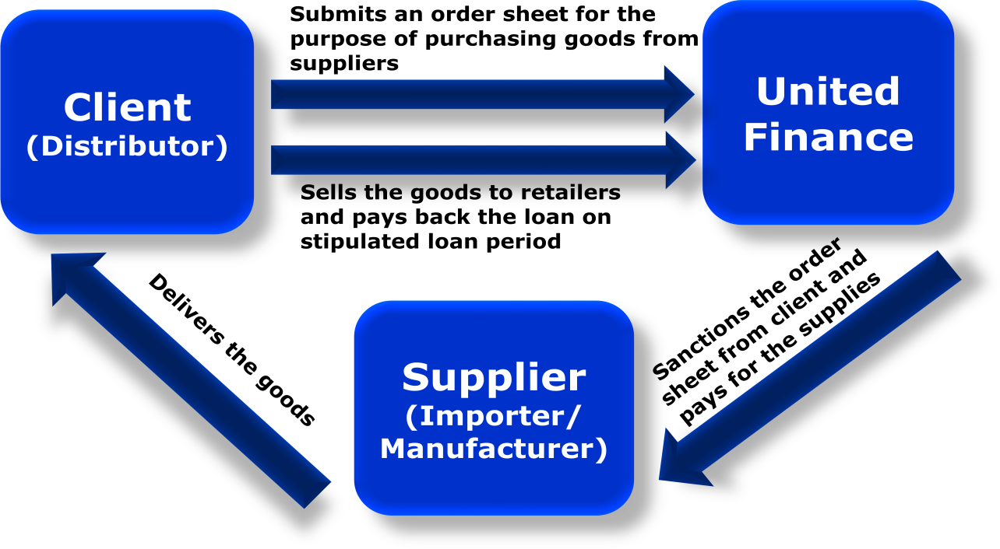 Submits an order sheet for the
purpose of purchasing goods from
suppliers
Client
(Distributor)
United
Finance
Sells the goods to retailers
and pays back the loan on
stipulated loan period
Delivers the goods
Sanctions the order
sheet from client and
pays for the supplies
Supplier
(Importer/
Manufacturer)